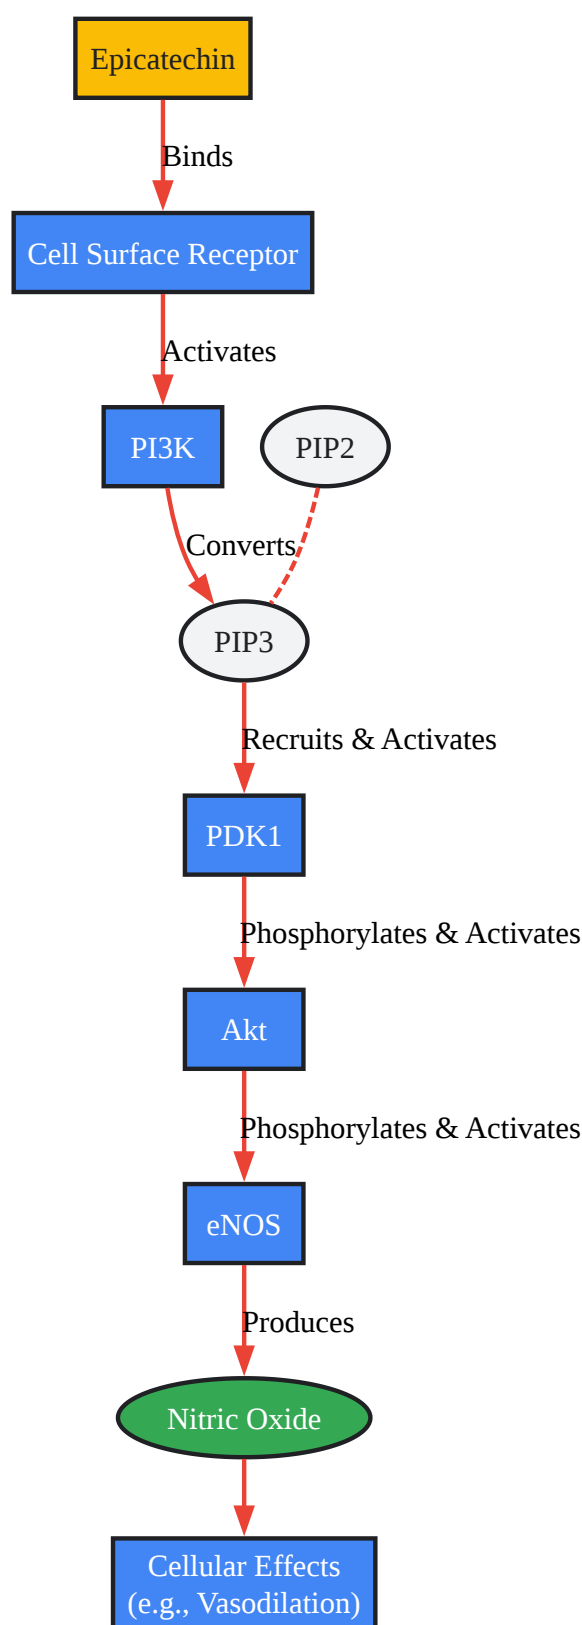 Epicatechin
Binds
Cell Surface Receptor
Activates
PI3K
PIP2
Converts
PIP3
Recruits & Activates
PDK1
Phosphorylates & Activates
Akt
Phosphorylates & Activates
eNOS
Produces
Nitric Oxide
Cellular Effects
(e.g., Vasodilation)